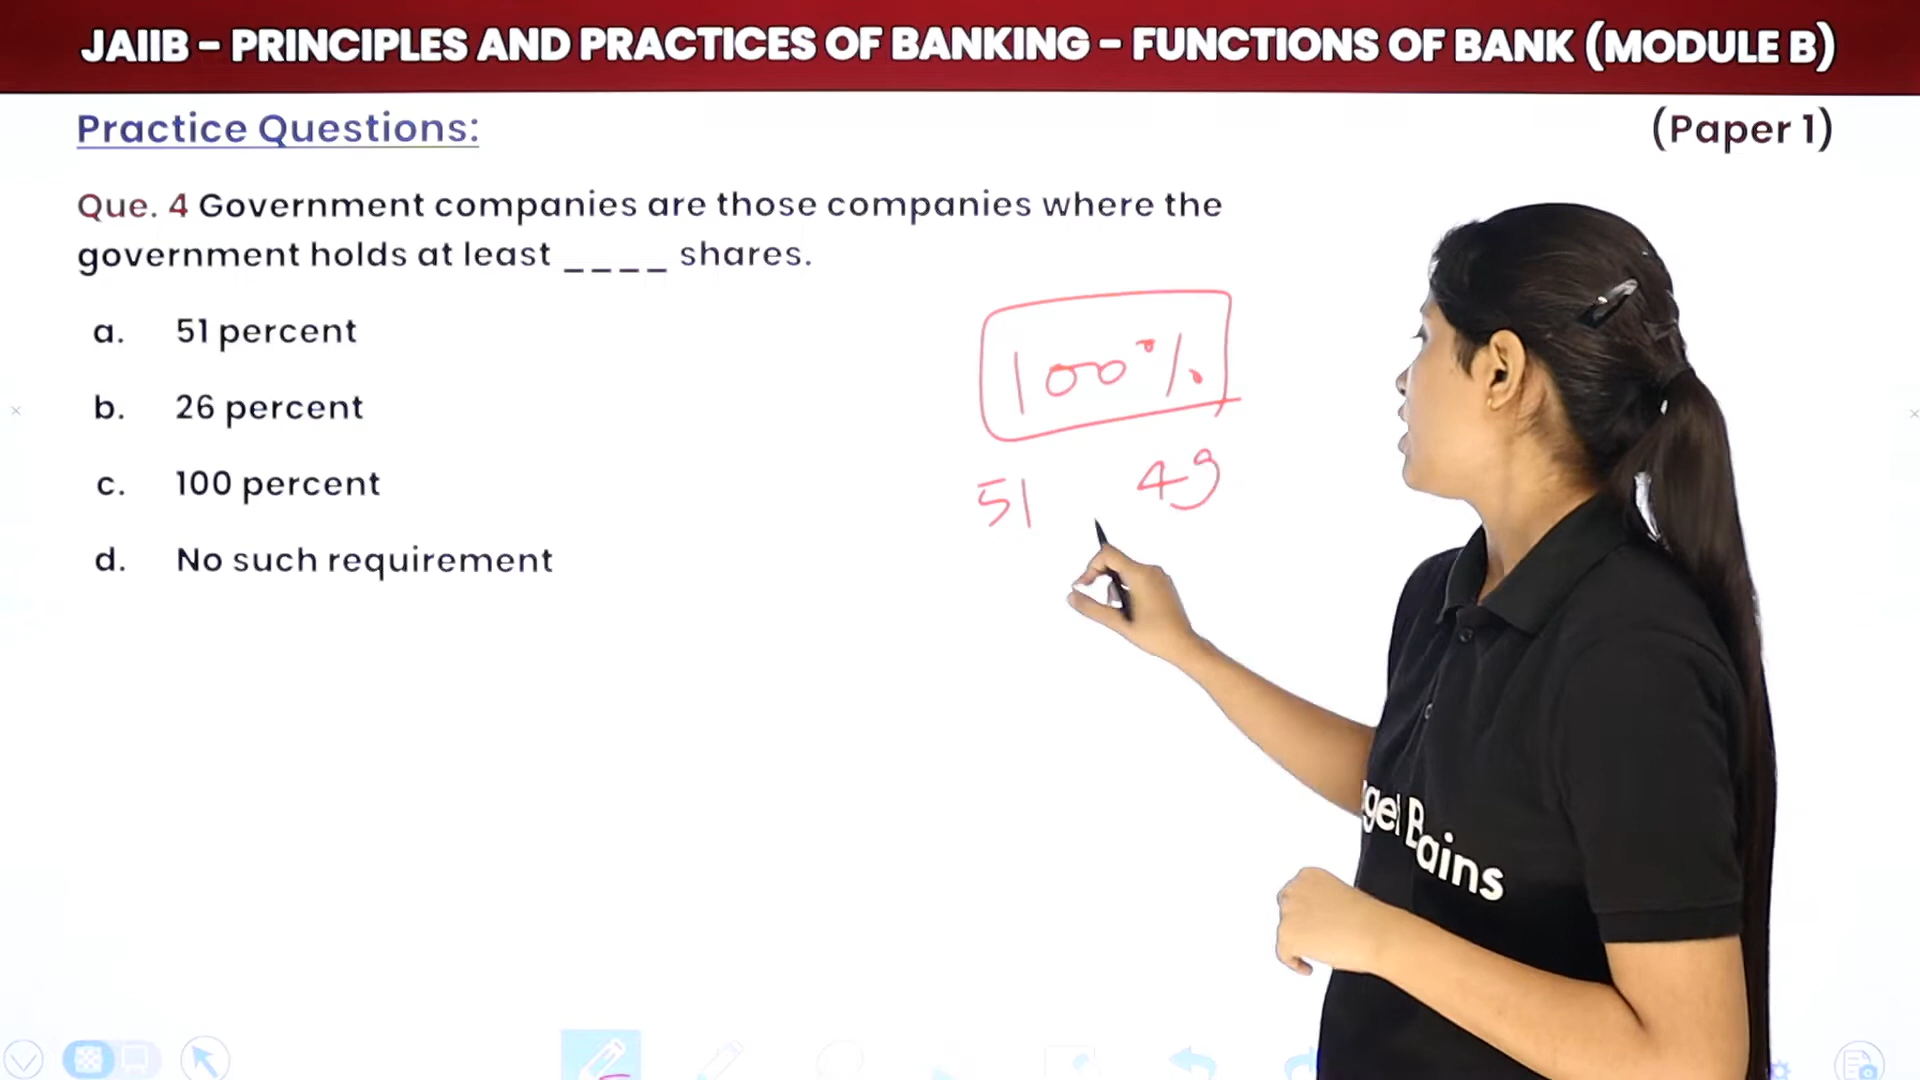 JAIIB - PRINCIPLES AND PRACTICES OF BANKING - FUNCTIONS OF BANK (MODULE B)
Practice Questions:
(Paper 1)
Que. 4 Government companies are those companies where the
government holds at least ____ shares.
a. 51 percent
b. 26 percent
c. 100 percent
d. No such requirement
100%
51 49
gel Bains